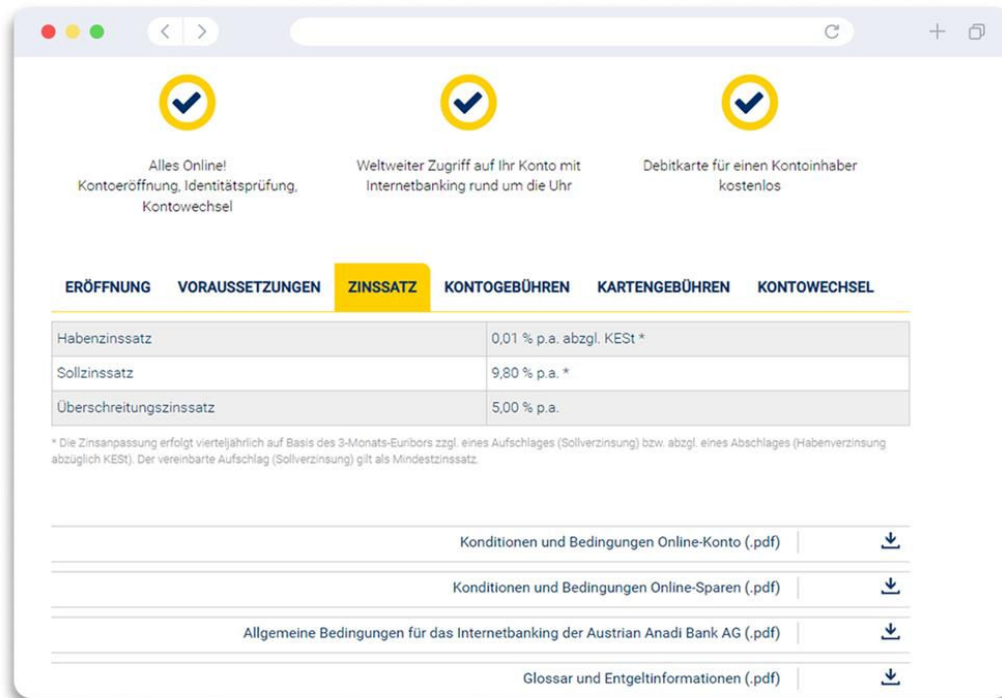 Alles Online!
Kontoeröffnung, Identitätsprüfung,
Kontowechsel
Weltweiter Zugriff auf Ihr Konto mit
Internetbanking rund um die Uhr
Debitkarte für einen Kontoinhaber
kostenlos
ERÖFFNUNG VORAUSSETZUNGEN ZINSSATZ KONTOGEBÜHREN KARTENGEBÜHREN KONTOWECHSEL
Habenzinssatz 0,01 % p.a. abzgl. KESt *
Sollzinssatz 9,80 % p.a. *
Überschreitungszinssatz 5,00 % p.a.
* Die Zinsanpassung erfolgt vierteljährlich auf Basis des 3-Monats-Euribors zzgl. eines Aufschlages (Sollverzinsung) bzw. abzgl. eines Abschlages (Habenverzinsung
abzüglich KESt). Der vereinbarte Aufschlag (Sollverzinsung) gilt als Mindestzinssatz.
Konditionen und Bedingungen Online-Konto (.pdf)
Konditionen und Bedingungen Online-Sparen (.pdf)
Allgemeine Bedingungen für das Internetbanking der Austrian Anadi Bank AG (.pdf)
Glossar und Entgeltinformationen (.pdf)